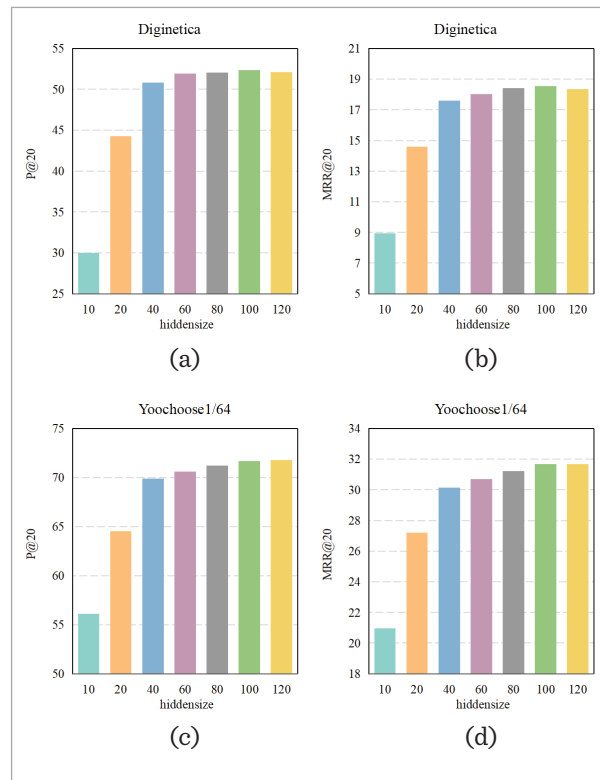 Diginetica
55
50
45
40
35
30
25
P@20
10 20 40 60 80 100 120
hiddensize
(a)
Diginetica
21
19
17
15
13
11
9
7
5
MRR@20
10 20 40 60 80 100 120
hiddensize
(b)
Yoochoose1/64
75
70
65
60
55
50
P@20
10 20 40 60 80 100 120
hiddensize
(c)
Yoochoose1/64
34
32
30
28
26
24
22
20
18
MRR@20
10 20 40 60 80 100 120
hiddensize
(d)